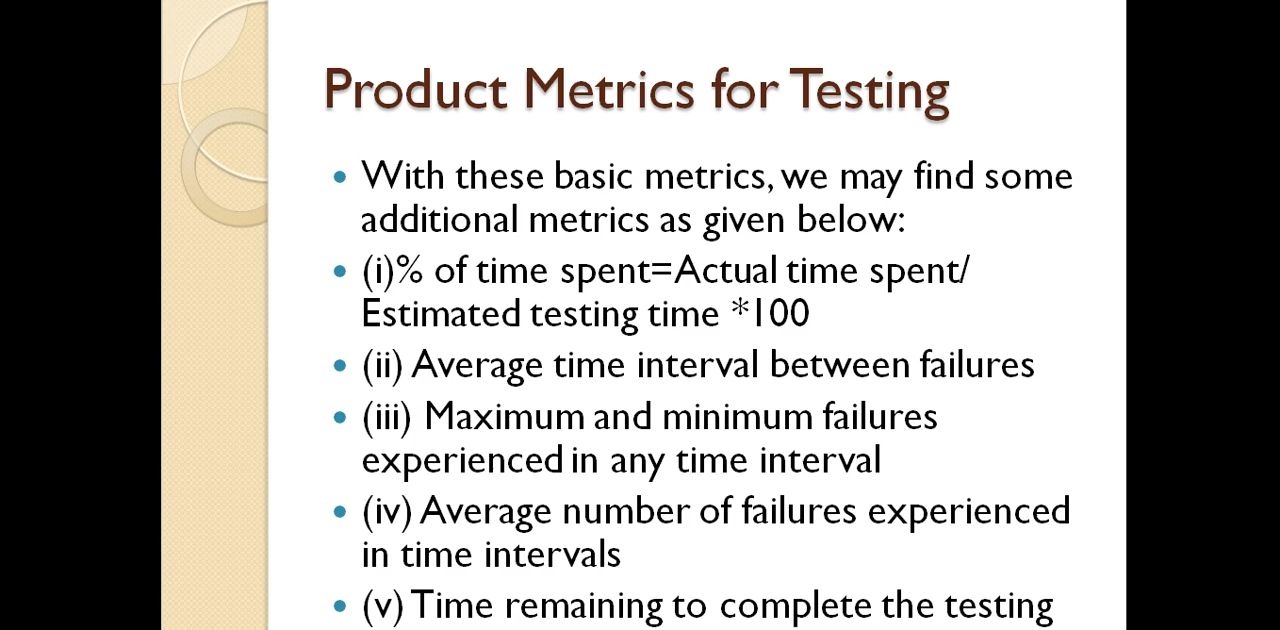 Product Metrics for Testing
• With these basic metrics, we may find some
additional metrics as given below:
• (i)% of time spent=Actual time spent/
Estimated testing time *100
• (ii) Average time interval between failures
• (iii) Maximum and minimum failures
experienced in any time interval
• (iv) Average number of failures experienced
in time intervals
• (v) Time remaining to complete the testing